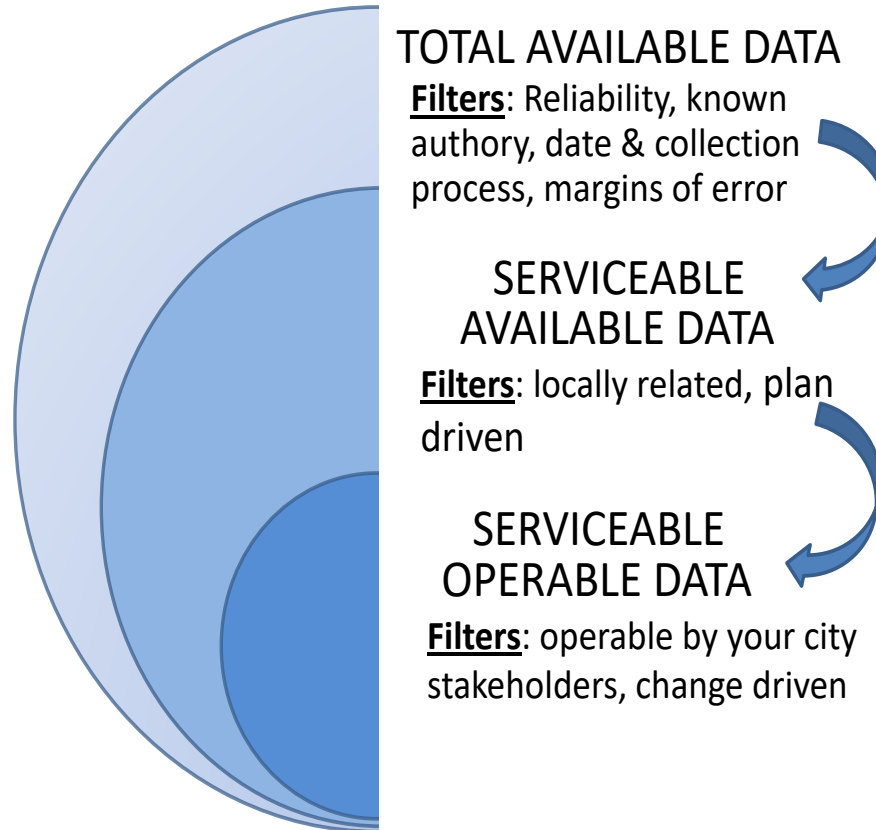 TOTAL AVAILABLE DATA
Filters: Reliability, known
authory, date & collection
process, margins of error
SERVICEABLE
AVAILABLE DATA
Filters: locally related, plan
driven
SERVICEABLE
OPERABLE DATA
Filters: operable by your city
stakeholders, change driven